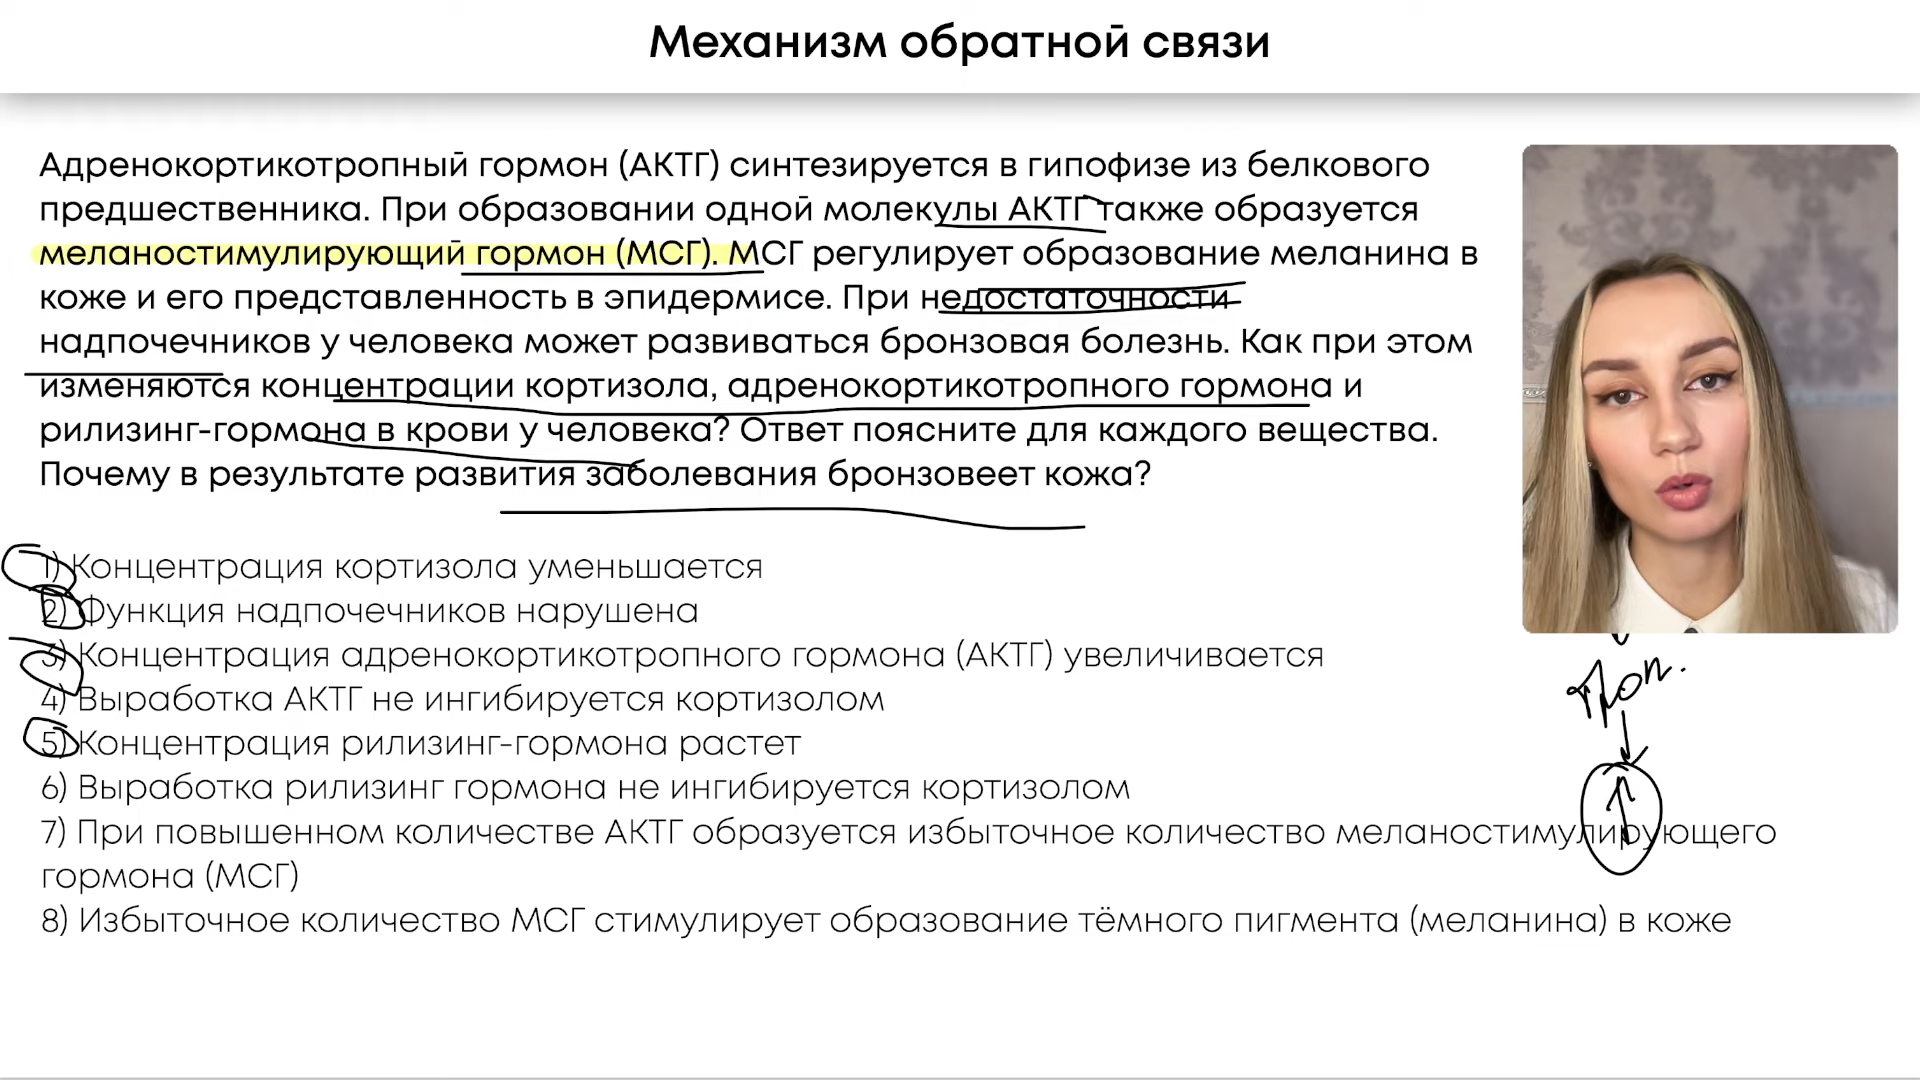 Механизм обратной связи
Адренокортикотропный гормон (АКТГ) синтезируется в гипофизе из белкового
предшественника. При образовании одной молекулы АКТГ также образуется
меланостимулирующий гормон (МСГ). МСГ регулирует образование меланина в
коже и его представленность в эпидермисе. При недостаточности
надпочечников у человека может развиваться бронзовая болезнь. Как при этом
изменяются концентрации кортизола, адренокортикотропного гормона и
рилизинг-гормона в крови у человека? Ответ поясните для каждого вещества.
Почему в результате развития заболевания бронзовеет кожа?
1) Концентрация кортизола уменьшается
2) Функция надпочечников нарушена
3) Концентрация адренокортикотропного гормона (АКТГ) увеличивается
4) Выработка АКТГ не ингибируется кортизолом
5) Концентрация рилизинг-гормона растет
6) Выработка рилизинг гормона не ингибируется кортизолом
7) При повышенном количестве АКТГ образуется избыточное количество меланостимулирующего
гормона (МСГ)
8) Избыточное количество МСГ стимулирует образование тёмного пигмента (меланина) в коже
Троп.